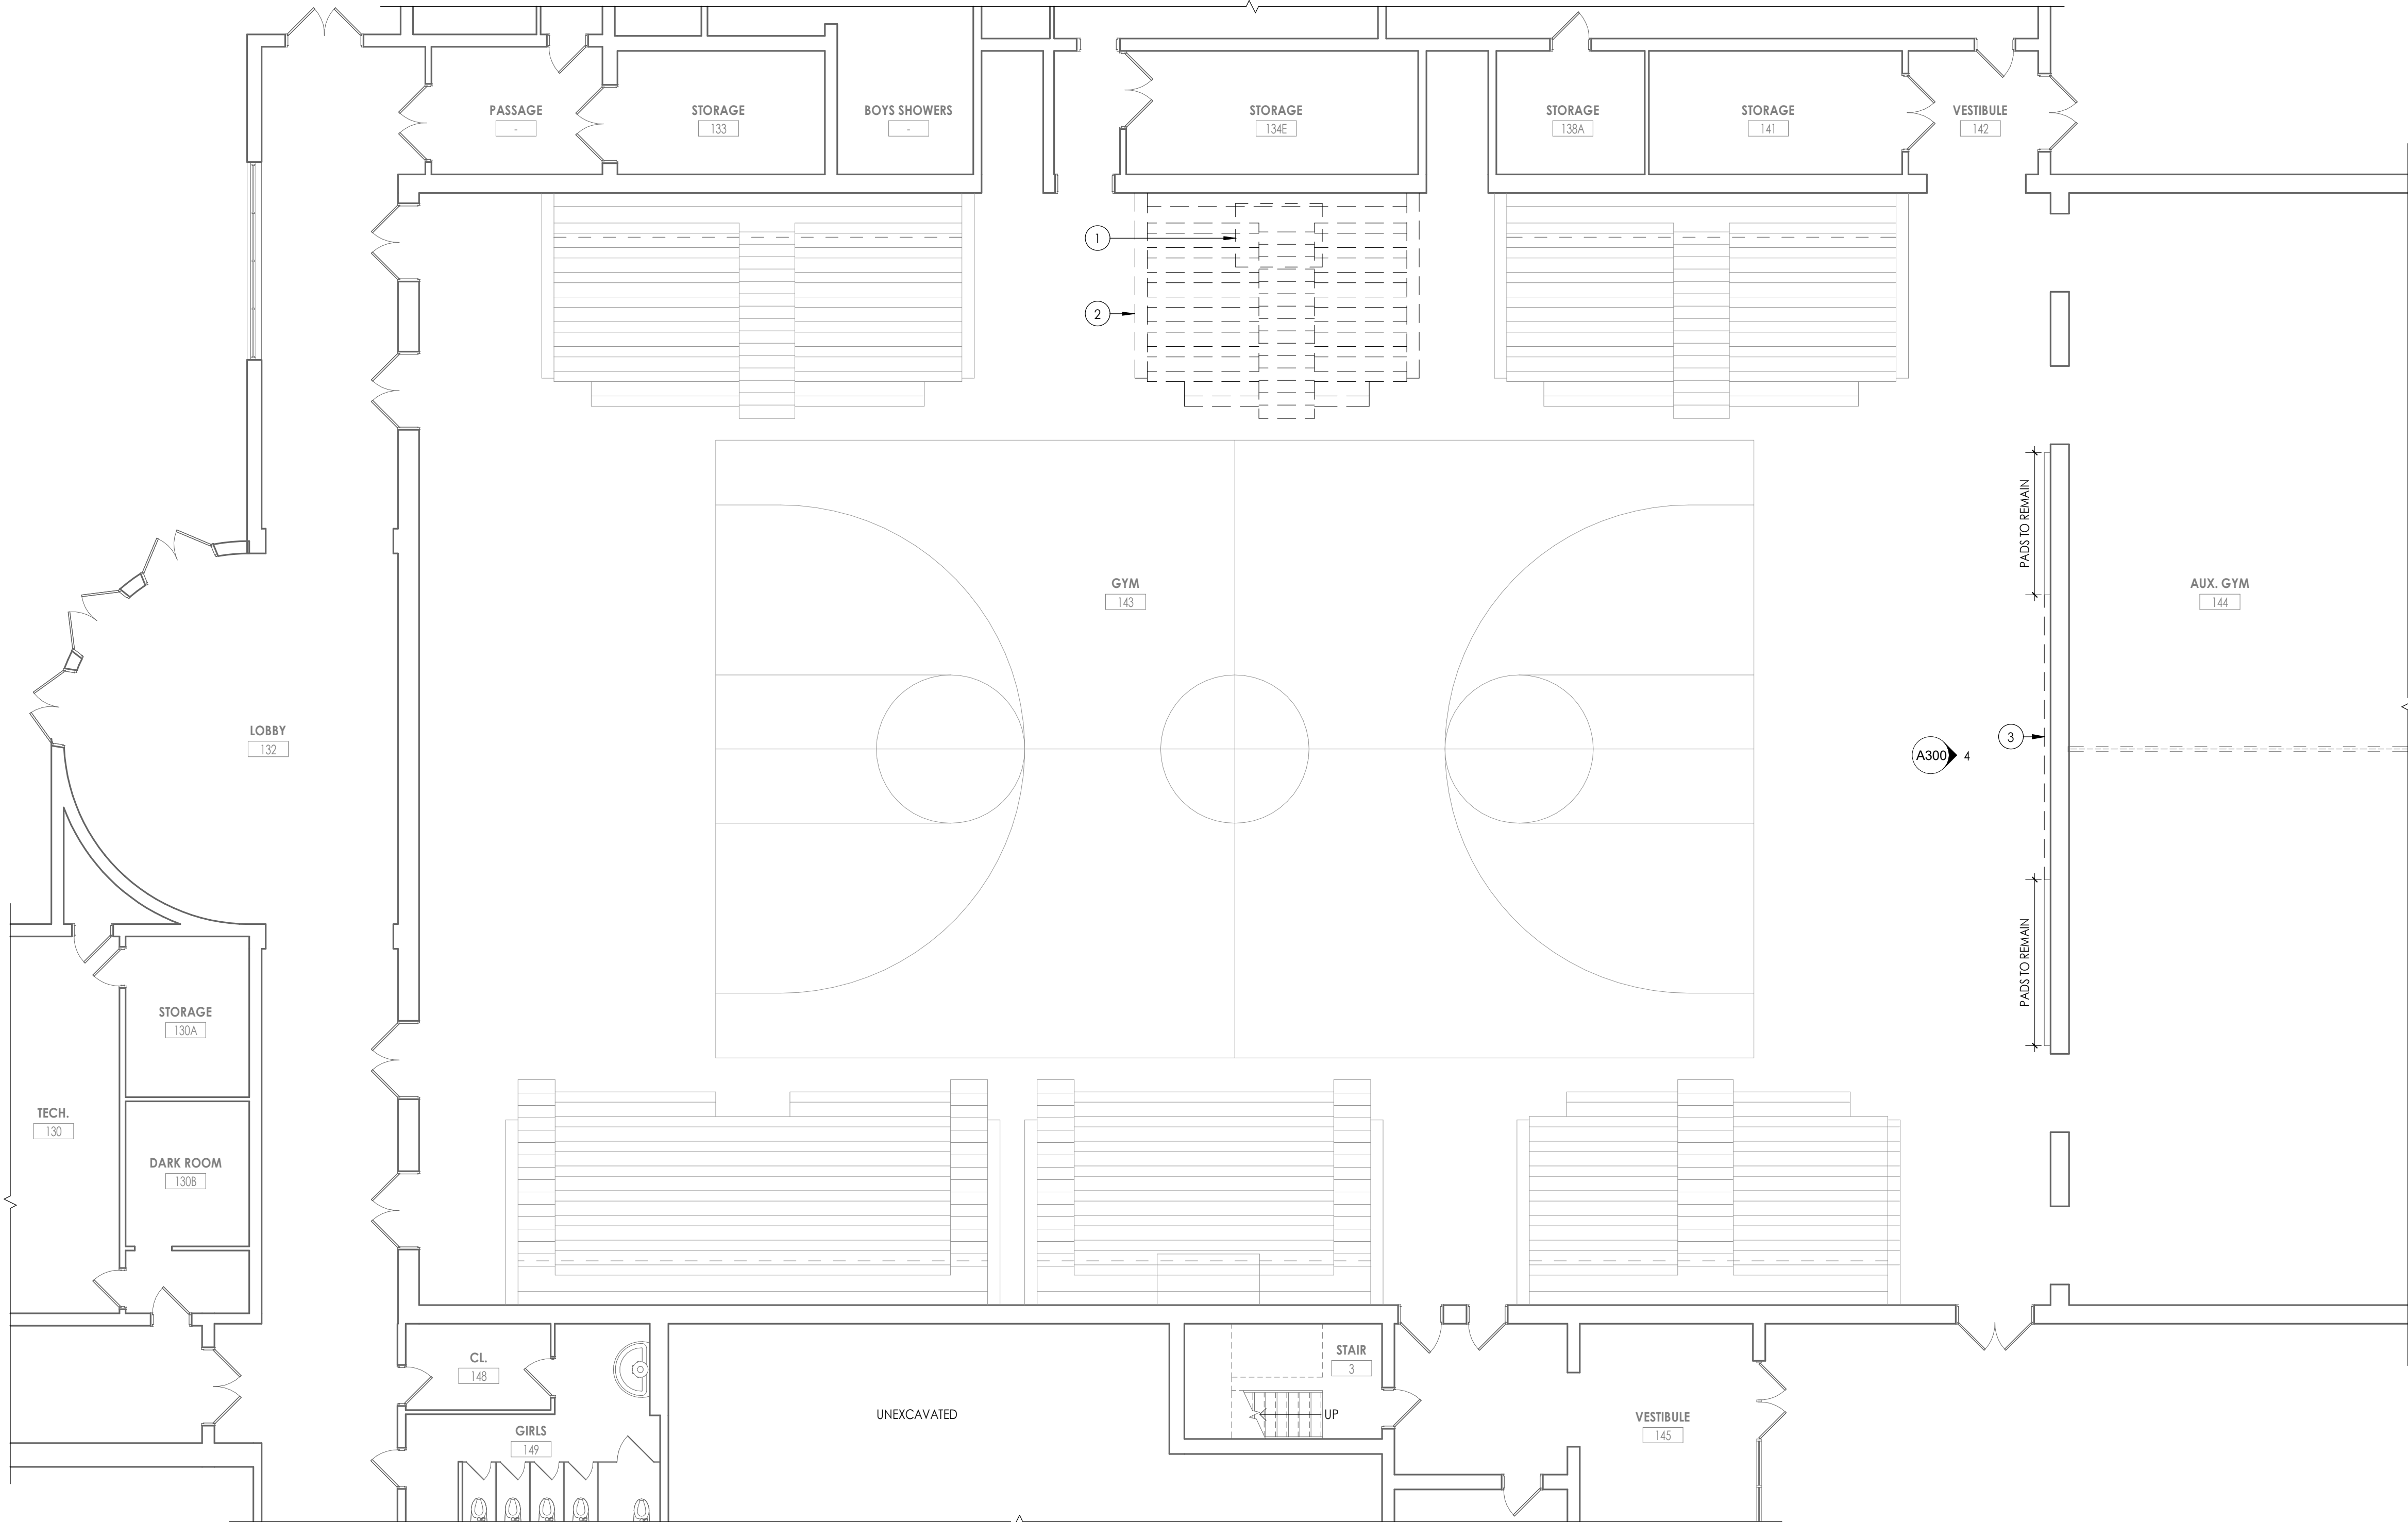 PASSAGE
-
STORAGE
133
BOYS SHOWERS
-
STORAGE
134E
STORAGE
138A
STORAGE
141
VESTIBULE
142
1
2
PADS TO REMAIN
GYM
143
AUX. GYM
144
LOBBY
132
3
A300
4
PADS TO REMAIN
STORAGE
130A
TECH.
130
DARK ROOM
130B
CL.
148
STAIR
3
UP
UNEXCAVATED
GIRLS
149
VESTIBULE
145